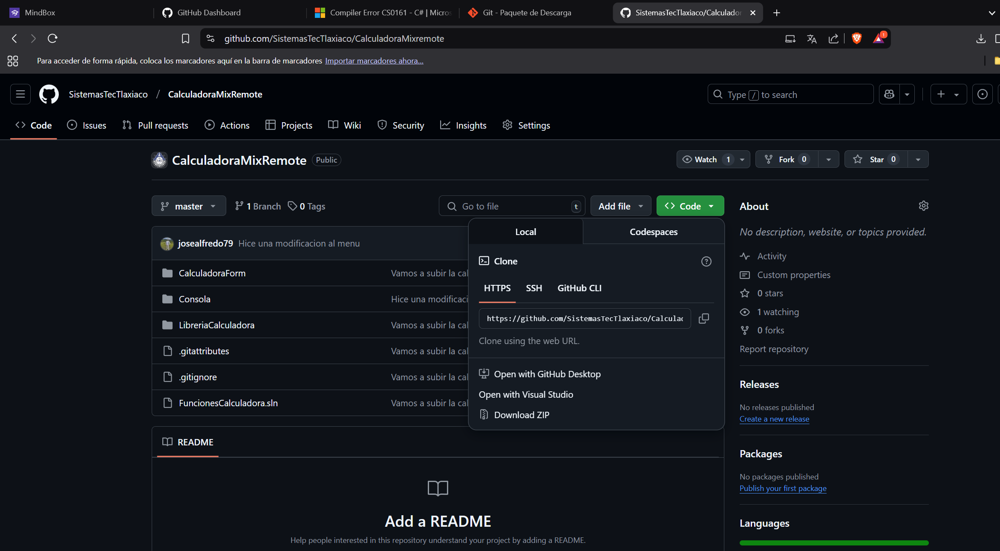 MindBox
GitHub Dashboard
Compiler Error CS0161 - C# | Micros
Git - Paquete de Descarga
SistemasTecTlaxiaco/Calculador
github.com/SistemasTecTlaxiaco/CalculadoraMixremote
1
Para acceder de forma rápida, coloca los marcadores aquí en la barra de marcadores Importar marcadores ahora...
SistemasTecTlaxiaco / CalculadoraMixRemote
Type / to search
Code
Issues
Pull requests
Actions
Projects
Wiki
Security
Insights
Settings
CalculadoraMixRemote Public
Watch 1
Fork 0
Star 0
master
1 Branch
0 Tags
Go to file t
Add file
Code
josealfredo79 Hice una modificacion al menu
CalculadoraForm Vamos a subir la cal
Consola Hice una modificaci
LibreriaCalculadora Vamos a subir la cal
.gitattributes Vamos a subir la cal
.gitignore Vamos a subir la cal
FuncionesCalculadora.sln Vamos a subir la cal
Local
Codespaces
Clone
HTTPS SSH GitHub CLI
https://github.com/SistemasTecTlaxiaco/Calculad
Clone using the web URL.
Open with GitHub Desktop
Open with Visual Studio
Download ZIP
README
Add a README
Help people interested in this repository understand your project by adding a README.
About
No description, website, or topics provided.
Activity
Custom properties
0 stars
1 watching
0 forks
Report repository
Releases
No releases published
Create a new release
Packages
No packages published
Publish your first package
Languages